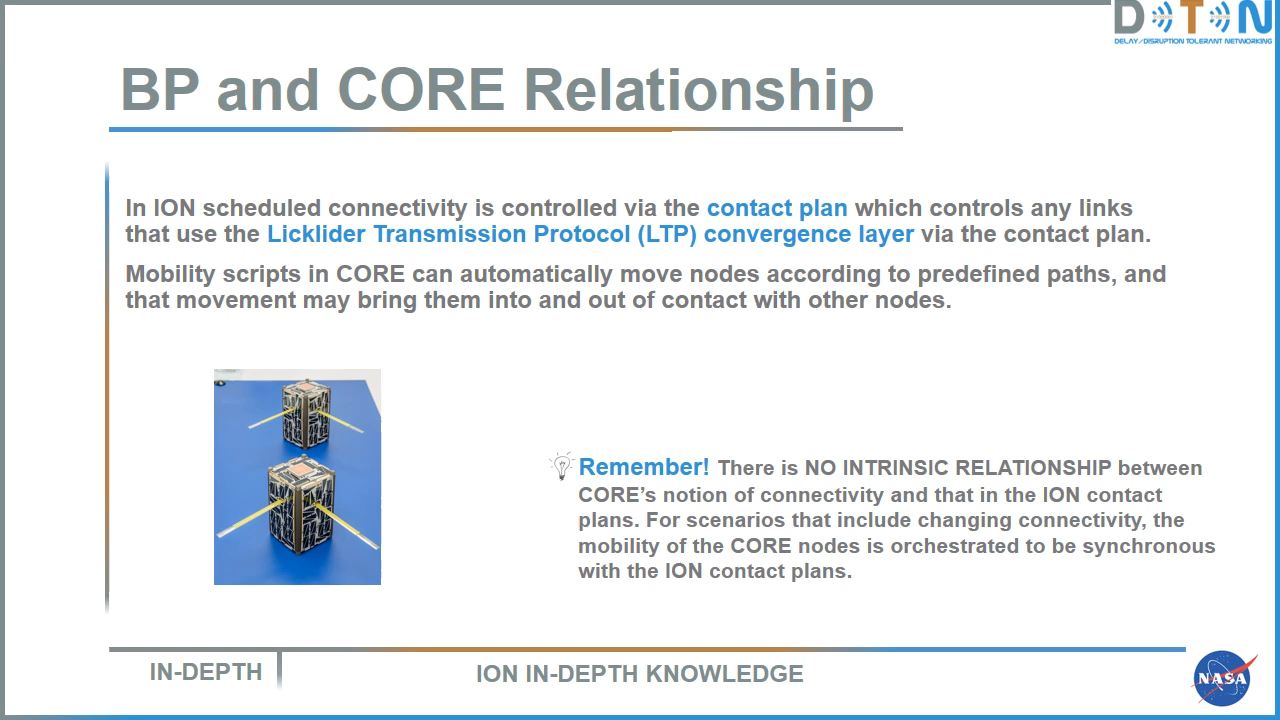 DTN
DELAY/DISRUPTION TOLERANT NETWORKING
BP and CORE Relationship
In ION scheduled connectivity is controlled via the contact plan which controls any links
that use the Licklider Transmission Protocol (LTP) convergence layer via the contact plan.
Mobility scripts in CORE can automatically move nodes according to predefined paths, and
that movement may bring them into and out of contact with other nodes.
Remember! There is NO INTRINSIC RELATIONSHIP between
CORE’s notion of connectivity and that in the ION contact
plans. For scenarios that include changing connectivity, the
mobility of the CORE nodes is orchestrated to be synchronous
with the ION contact plans.
IN-DEPTH
ION IN-DEPTH KNOWLEDGE
NASA